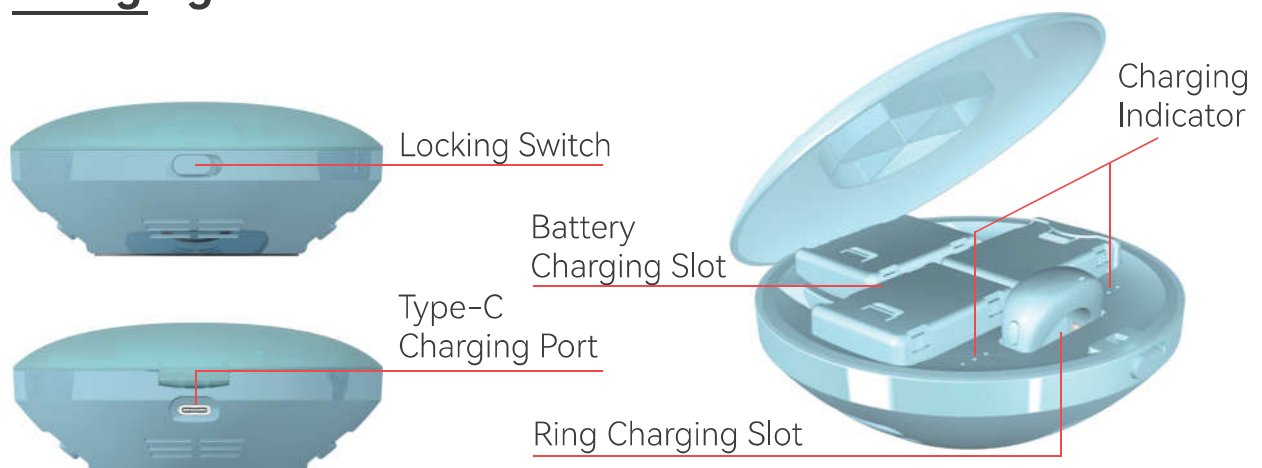 Locking Switch
Type-C
Charging Port
Battery
Charging Slot
Ring Charging Slot
Charging
Indicator